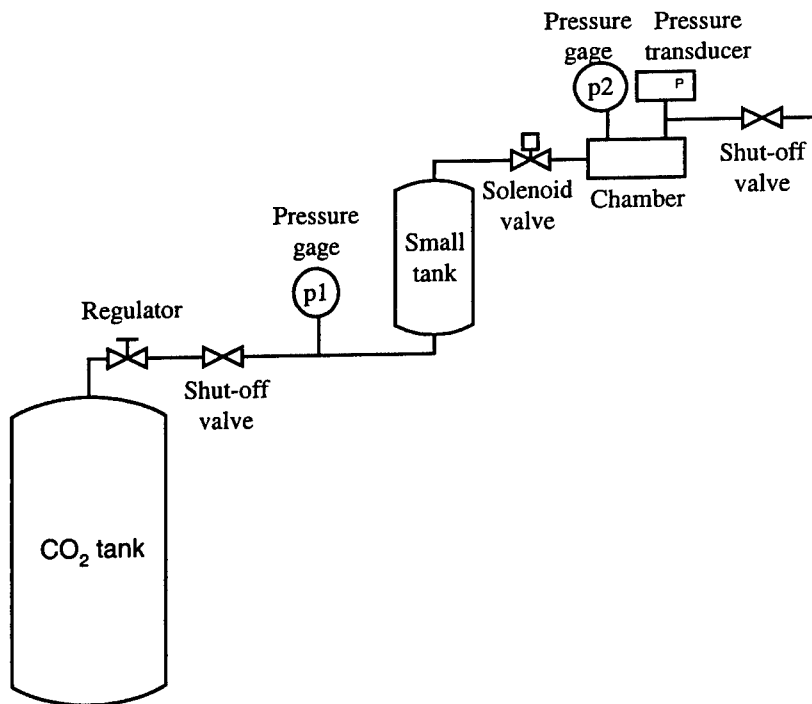 Pressure
gage
Pressure
transducer
p2
P
Shut-off
valve
Solenoid
valve
Chamber
Pressure
gage
Small
tank
p1
Regulator
Shut-off
valve
CO₂ tank